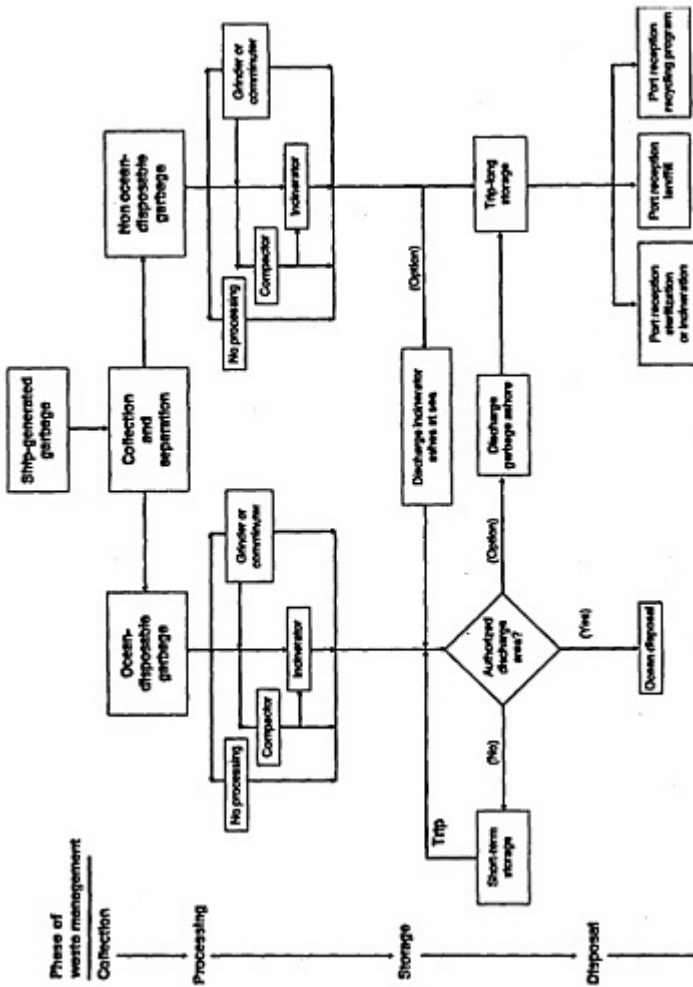 Phase of
waste management
Collection
Processing
Storage
Disposal
Ship-generated
garbage
Collection
and
separation
Ocean-
disposable
garbage
Non ocean-
disposable
garbage
No processing
Compactor
Incinerator
Grinder or
comminuter
No processing
Compactor
Incinerator
Grinder or
comminuter
Trip
Discharge incinerator
ashes at sea
(Option)
Short-term
storage
(No)
Authorized
discharge
area?
(Option)
Discharge
garbage ashore
Trip-long
storage
(Yes)
Ocean disposal
Port reception
sterilization
or incineration
Port reception
landfill
Port reception
recycling program